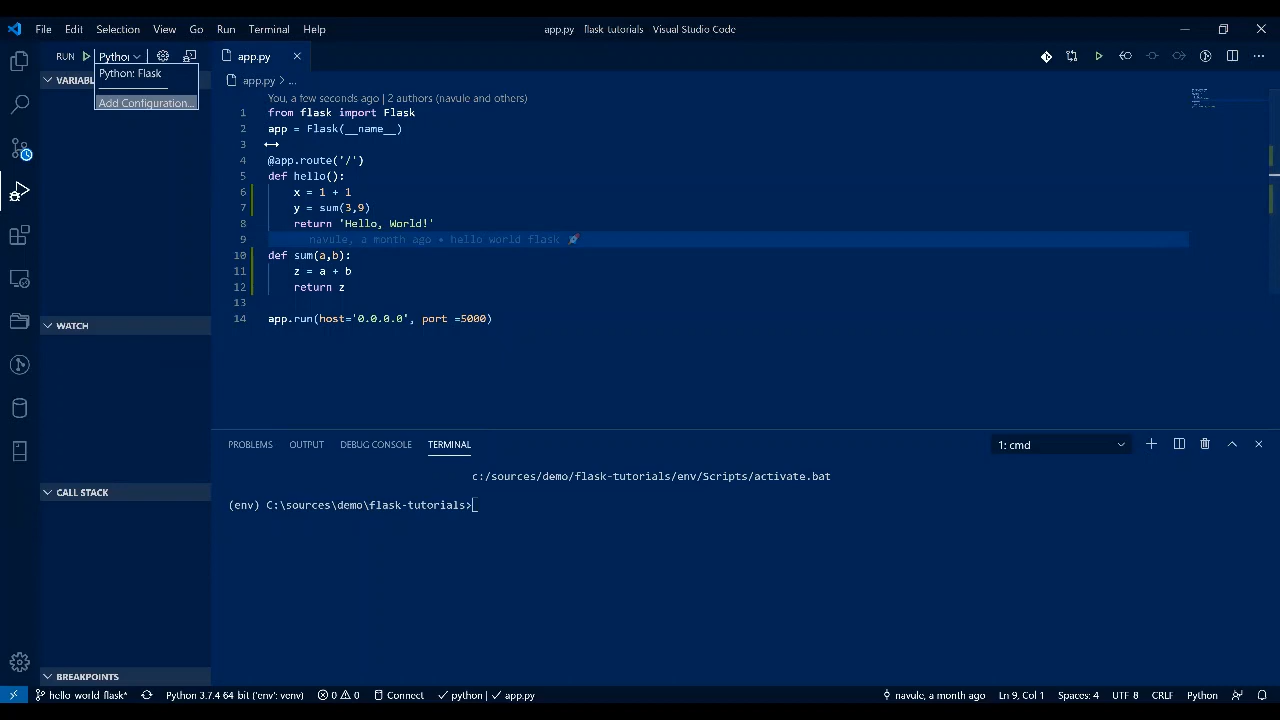 File Edit Selection View Go Run Terminal Help
app.py - flask-tutorials - Visual Studio Code
RUN
Python: Flask
Add Configuration...
VARIABL
WATCH
CALL STACK
BREAKPOINTS
app.py
app.py > ...
You, a few seconds ago | 2 authors (navule and others)
1 from flask import Flask
2 app = Flask(__name__)
3
4 @app.route('/')
5 def hello():
6 x = 1 + 1
7 y = sum(3,9)
8 return 'Hello, World!'
9 navule, a month ago • hello world flask 🚀
10 def sum(a,b):
11 z = a + b
12 return z
13
14 app.run(host='0.0.0.0', port =5000)
PROBLEMS OUTPUT DEBUG CONSOLE TERMINAL
1: cmd
c:/sources/demo/flask-tutorials/env/Scripts/activate.bat
(env) C:\sources\demo\flask-tutorials>
hello world flask* Python 3.7.4 64 bit ('env': venv) 0 0 Connect python | app.py navule, a month ago Ln 9, Col 1 Spaces: 4 UTF 8 CRLF Python